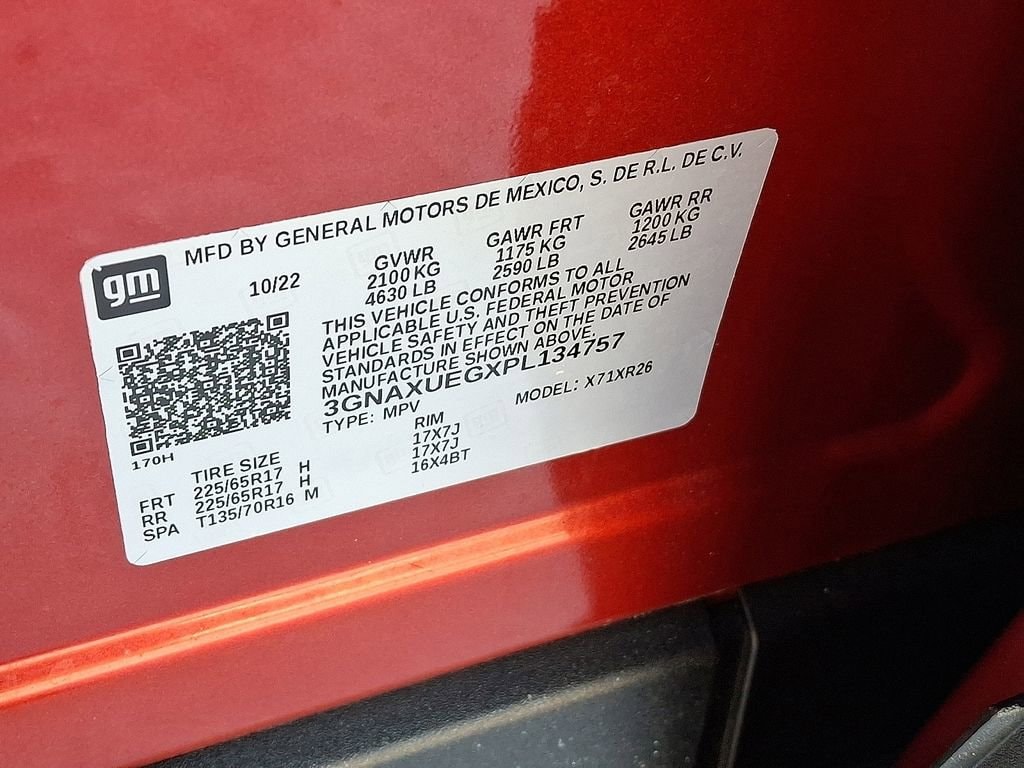 MFD BY GENERAL MOTORS DE MEXICO, S. DE R.L. DE C.V.
gm
10/22
GVWR
2100 KG
4630 LB
GAWR FRT
1175 KG
2590 LB
GAWR RR
1200 KG
2645 LB
THIS VEHICLE CONFORMS TO ALL
APPLICABLE U.S. FEDERAL MOTOR
VEHICLE SAFETY AND THEFT PREVENTION
STANDARDS IN EFFECT ON THE DATE OF
MANUFACTURE SHOWN ABOVE.
3GNAXUEGXPL134757
TYPE: MPV MODEL: X71XR26
170H
TIRE SIZE RIM
FRT 225/65R17 H 17X7J
RR 225/65R17 H 17X7J
SPA T135/70R16 M 16X4BT